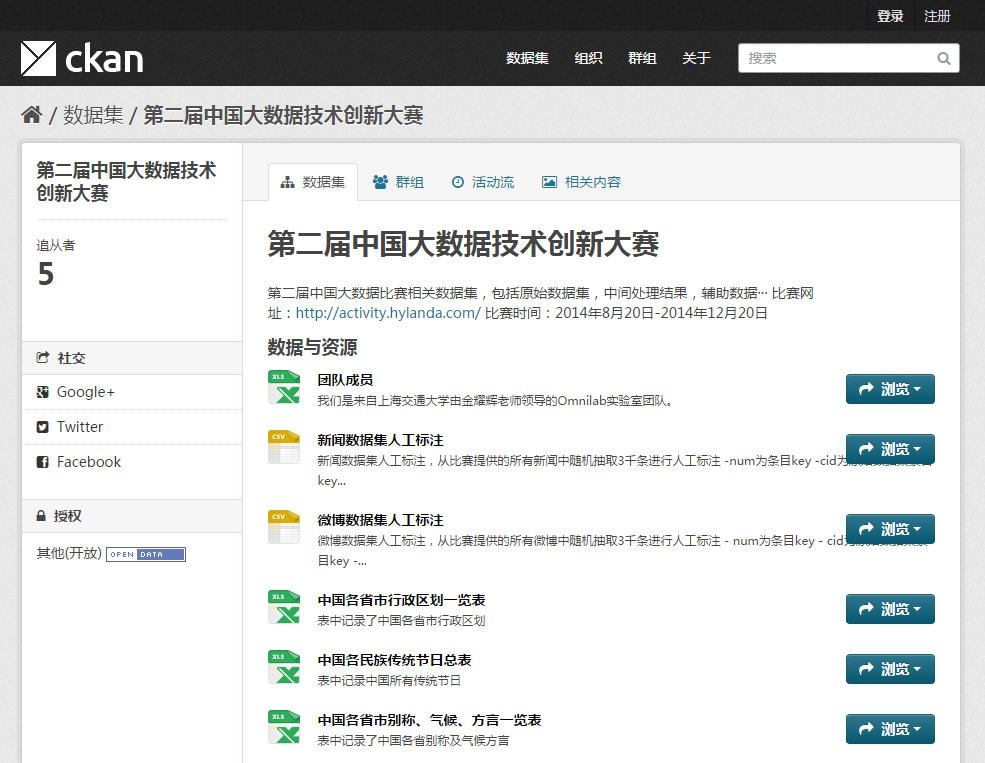 登录 注册
ckan
数据集 组织 群组 关于 搜索
/ 数据集 / 第二届中国大数据技术创新大赛
第二届中国大数据技术
创新大赛
追从者
5
社交
Google+
Twitter
Facebook
授权
其他(开放) OPEN DATA
数据集 群组 活动流 相关内容
第二届中国大数据技术创新大赛
第二届中国大数据比赛相关数据集，包括原始数据集，中间处理结果，辅助数据··· 比赛网
址：http://activity.hylanda.com/ 比赛时间：2014年8月20日-2014年12月20日
数据与资源
XLS 团队成员 浏览
我们是来自上海交通大学由金耀辉老师领导的Omnilab实验室团队。
CSV 新闻数据集人工标注 浏览
新闻数据集人工标注，从比赛提供的所有新闻中随机抽取3千条进行人工标注 -num为条目key -cid为
key...
CSV 微博数据集人工标注 浏览
微博数据集人工标注，从比赛提供的所有微博中随机抽取3千条进行人工标注 - num为条目key - cid为
目key -...
XLS 中国各省市行政区划一览表 浏览
表中记录了中国各省市行政区划
XLS 中国各民族传统节日总表 浏览
表中记录中国所有传统节日
XLS 中国各省市别称、气候、方言一览表 浏览
表中记录了中国各省别称及气候方言